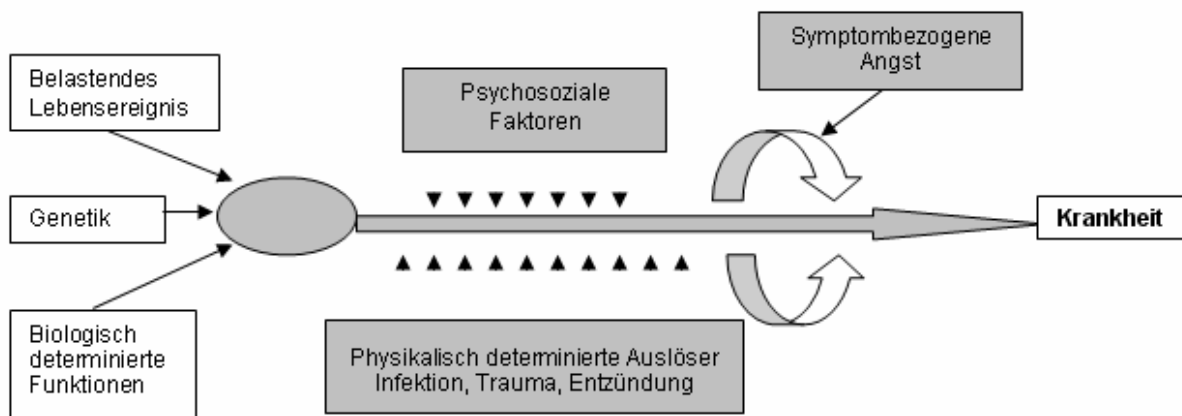 Belastendes
Lebensereignis
Genetik
Biologisch
determinierte
Funktionen
Psychosoziale
Faktoren
Physikalisch determinierte Auslöser
Infektion, Trauma, Entzündung
Symptombezogene
Angst
Krankheit